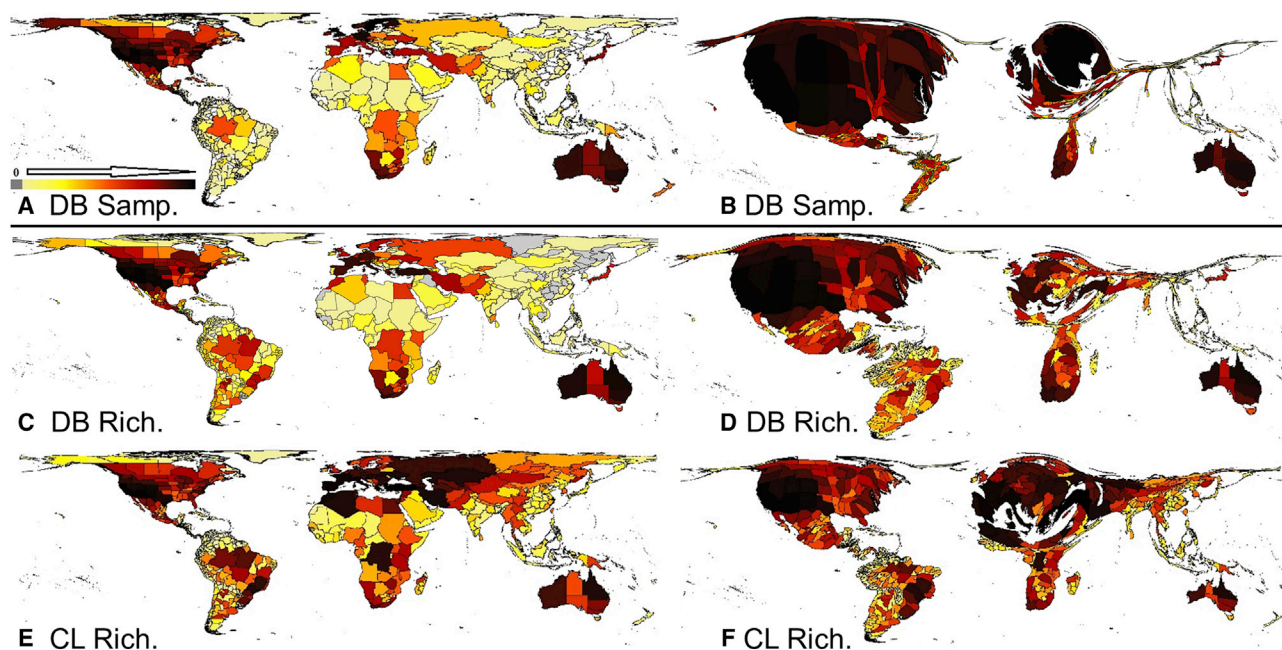 0
A DB Samp.
B DB Samp.
C DB Rich.
D DB Rich.
E CL Rich.
F CL Rich.